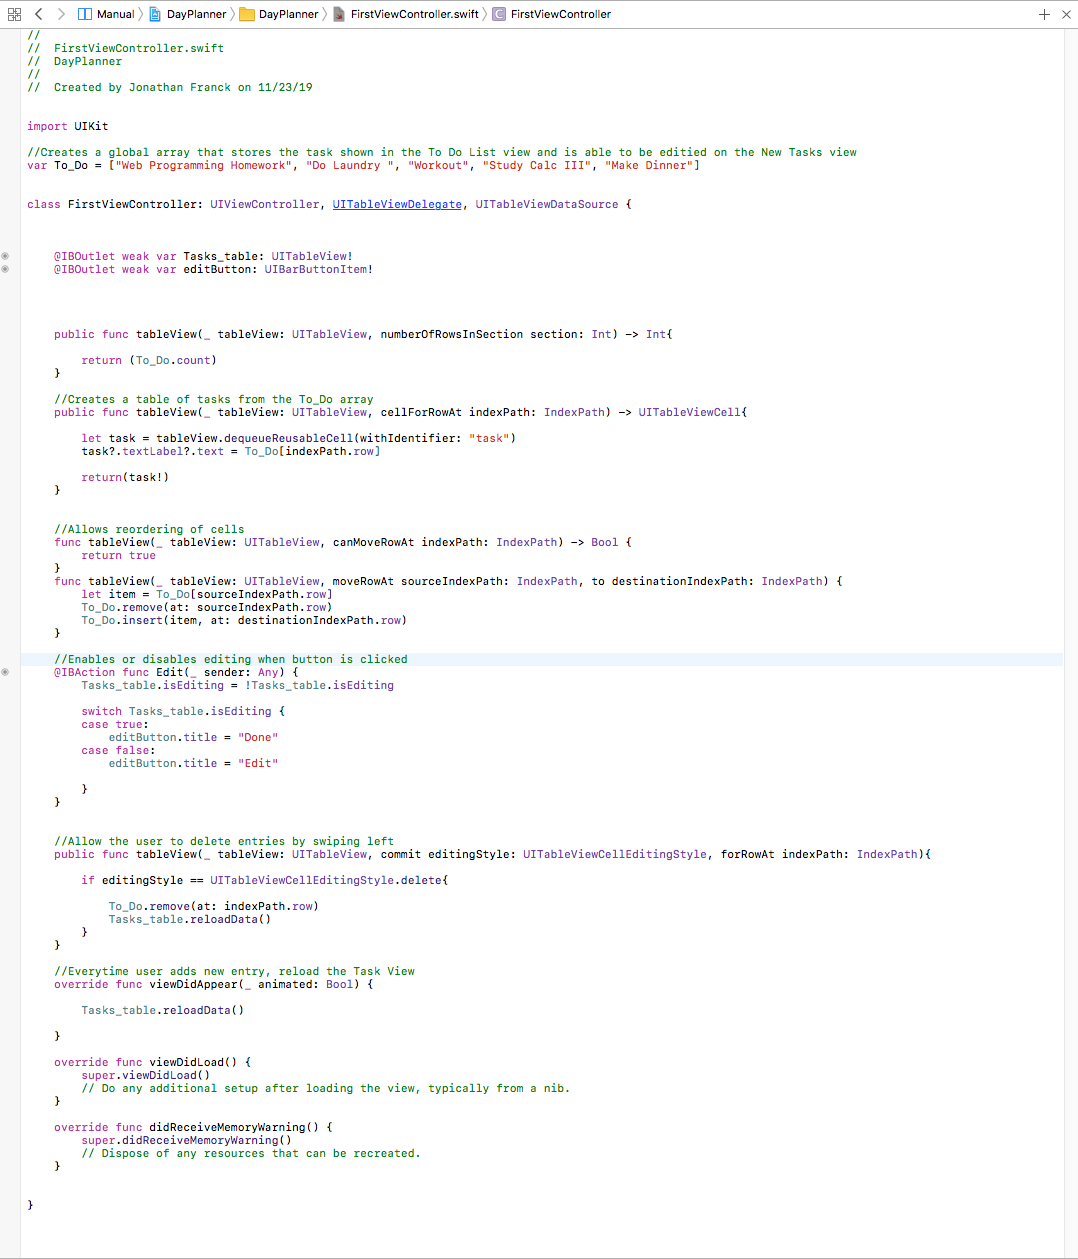 Manual DayPlanner DayPlanner FirstViewController.swift C FirstViewController
//
//  FirstViewController.swift
//  DayPlanner
//
//  Created by Jonathan Franck on 11/23/19
import UIKit
//Creates a global array that stores the task shown in the To Do List view and is able to be editied on the New Tasks view
var To_Do = ["Web Programming Homework", "Do Laundry ", "Workout", "Study Calc III", "Make Dinner"]
class FirstViewController: UIViewController, UITableViewDelegate, UITableViewDataSource {
    @IBOutlet weak var Tasks_table: UITableView!
    @IBOutlet weak var editButton: UIBarButtonItem!
    public func tableView(_ tableView: UITableView, numberOfRowsInSection section: Int) -> Int{
        return (To_Do.count)
    }
    //Creates a table of tasks from the To_Do array
    public func tableView(_ tableView: UITableView, cellForRowAt indexPath: IndexPath) -> UITableViewCell{
        let task = tableView.dequeueReusableCell(withIdentifier: "task")
        task?.textLabel?.text = To_Do[indexPath.row]
        return(task!)
    }
    //Allows reordering of cells
    func tableView(_ tableView: UITableView, canMoveRowAt indexPath: IndexPath) -> Bool {
        return true
    }
    func tableView(_ tableView: UITableView, moveRowAt sourceIndexPath: IndexPath, to destinationIndexPath: IndexPath) {
        let item = To_Do[sourceIndexPath.row]
        To_Do.remove(at: sourceIndexPath.row)
        To_Do.insert(item, at: destinationIndexPath.row)
    }
    //Enables or disables editing when button is clicked
    @IBAction func Edit(_ sender: Any) {
        Tasks_table.isEditing = !Tasks_table.isEditing
        switch Tasks_table.isEditing {
        case true:
            editButton.title = "Done"
        case false:
            editButton.title = "Edit"
        }
    }
    //Allow the user to delete entries by swiping left
    public func tableView(_ tableView: UITableView, commit editingStyle: UITableViewCellEditingStyle, forRowAt indexPath: IndexPath){
        if editingStyle == UITableViewCellEditingStyle.delete{
            To_Do.remove(at: indexPath.row)
            Tasks_table.reloadData()
        }
    }
    //Everytime user adds new entry, reload the Task View
    override func viewDidAppear(_ animated: Bool) {
        Tasks_table.reloadData()
    }
    override func viewDidLoad() {
        super.viewDidLoad()
        // Do any additional setup after loading the view, typically from a nib.
    }
    override func didReceiveMemoryWarning() {
        super.didReceiveMemoryWarning()
        // Dispose of any resources that can be recreated.
    }
}